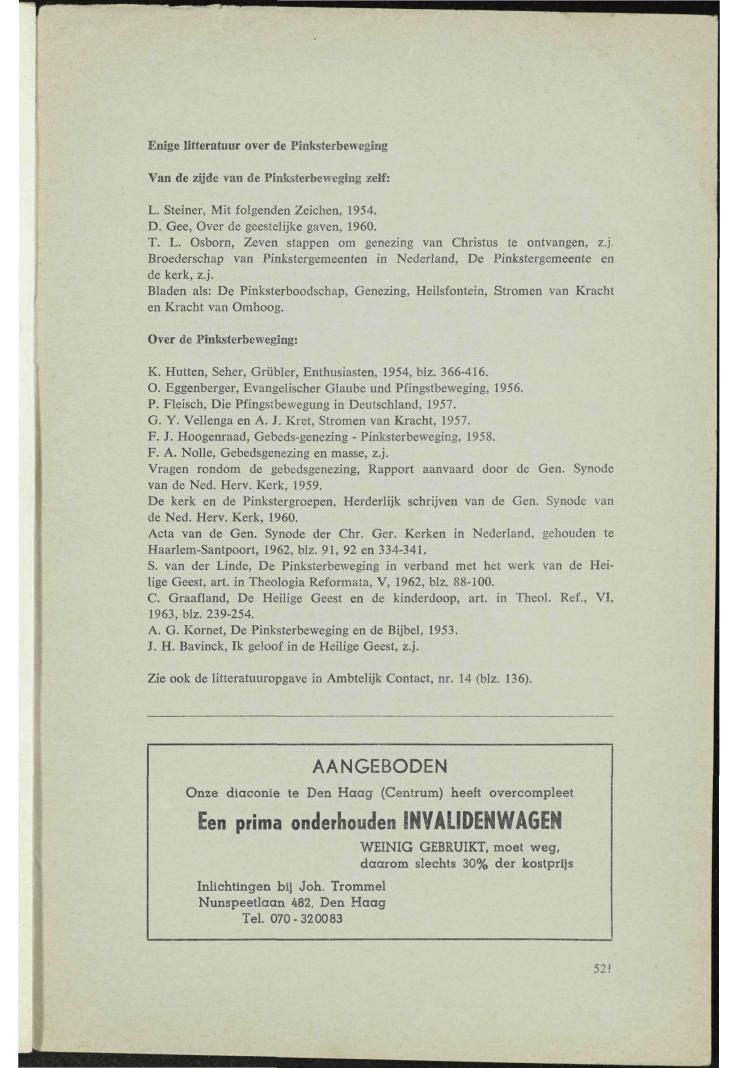 Enige litteratuur over de Pinksterbeweging
Van de zijde van de Pinksterbeweging zelf:
L. Steiner, Mit folgenden Zeichen, 1954.
D. Gee, Over de geestelijke gaven, 1960.
T. L. Osborn, Zeven stappen om genezing van Christus te ontvangen, z.j.
Broederschap van Pinkstergemeenten in Nederland, De Pinkstergemeente en
de kerk, z.j.
Bladen als: De Pinksterboodschap, Genezing, Heilsfontein, Stromen van Kracht
en Kracht van Omhoog.
Over de Pinksterbeweging:
K. Hutten, Seher, Grübler, Enthusiasten, 1954, blz. 366-416.
O. Eggenberger, Evangelischer Glaube und Pfingstbeweging, 1956.
P. Fleisch, Die Pfingstbewegung in Deutschland, 1957.
G. Y. Vellenga en A. J. Kret, Stromen van Kracht, 1957.
F. J. Hoogenraad, Gebeds-genezing - Pinksterbeweging, 1958.
F. A. Nolle, Gebedsgenezing en masse, z.j.
Vragen rondom de gebedsgenezing, Rapport aanvaard door de Gen. Synode
van de Ned. Herv. Kerk, 1959.
De kerk en de Pinkstergroepen, Herderlijk schrijven van de Gen. Synode van
de Ned. Herv. Kerk, 1960.
Acta van de Gen. Synode der Chr. Ger. Kerken in Nederland, gehouden te
Haarlem-Santpoort, 1962, blz. 91, 92 en 334-341.
S. van der Linde, De Pinksterbeweging in verband met het werk van de Hei-
lige Geest, art. in Theologia Reformata, V, 1962, blz. 88-100.
C. Graafland, De Heilige Geest en de kinderdoop, art. in Theol. Ref., VI,
1963, blz. 239-254.
A. G. Kornet, De Pinksterbeweging en de Bijbel, 1953.
J. H. Bavinck, Ik geloof in de Heilige Geest, z.j.
Zie ook de litteratuuropgave in Ambtelijk Contact, nr. 14 (blz. 136).
AANGEBODEN
Onze diaconie te Den Haag (Centrum) heeft overcompleet
Een prima onderhouden INVALIDENWAGEN
WEINIG GEBRUIKT, moet weg,
daarom slechts 30% der kostprijs
Inlichtingen bij Joh. Trommel
Nunspeetlaan 482, Den Haag
Tel. 070 - 320083
521